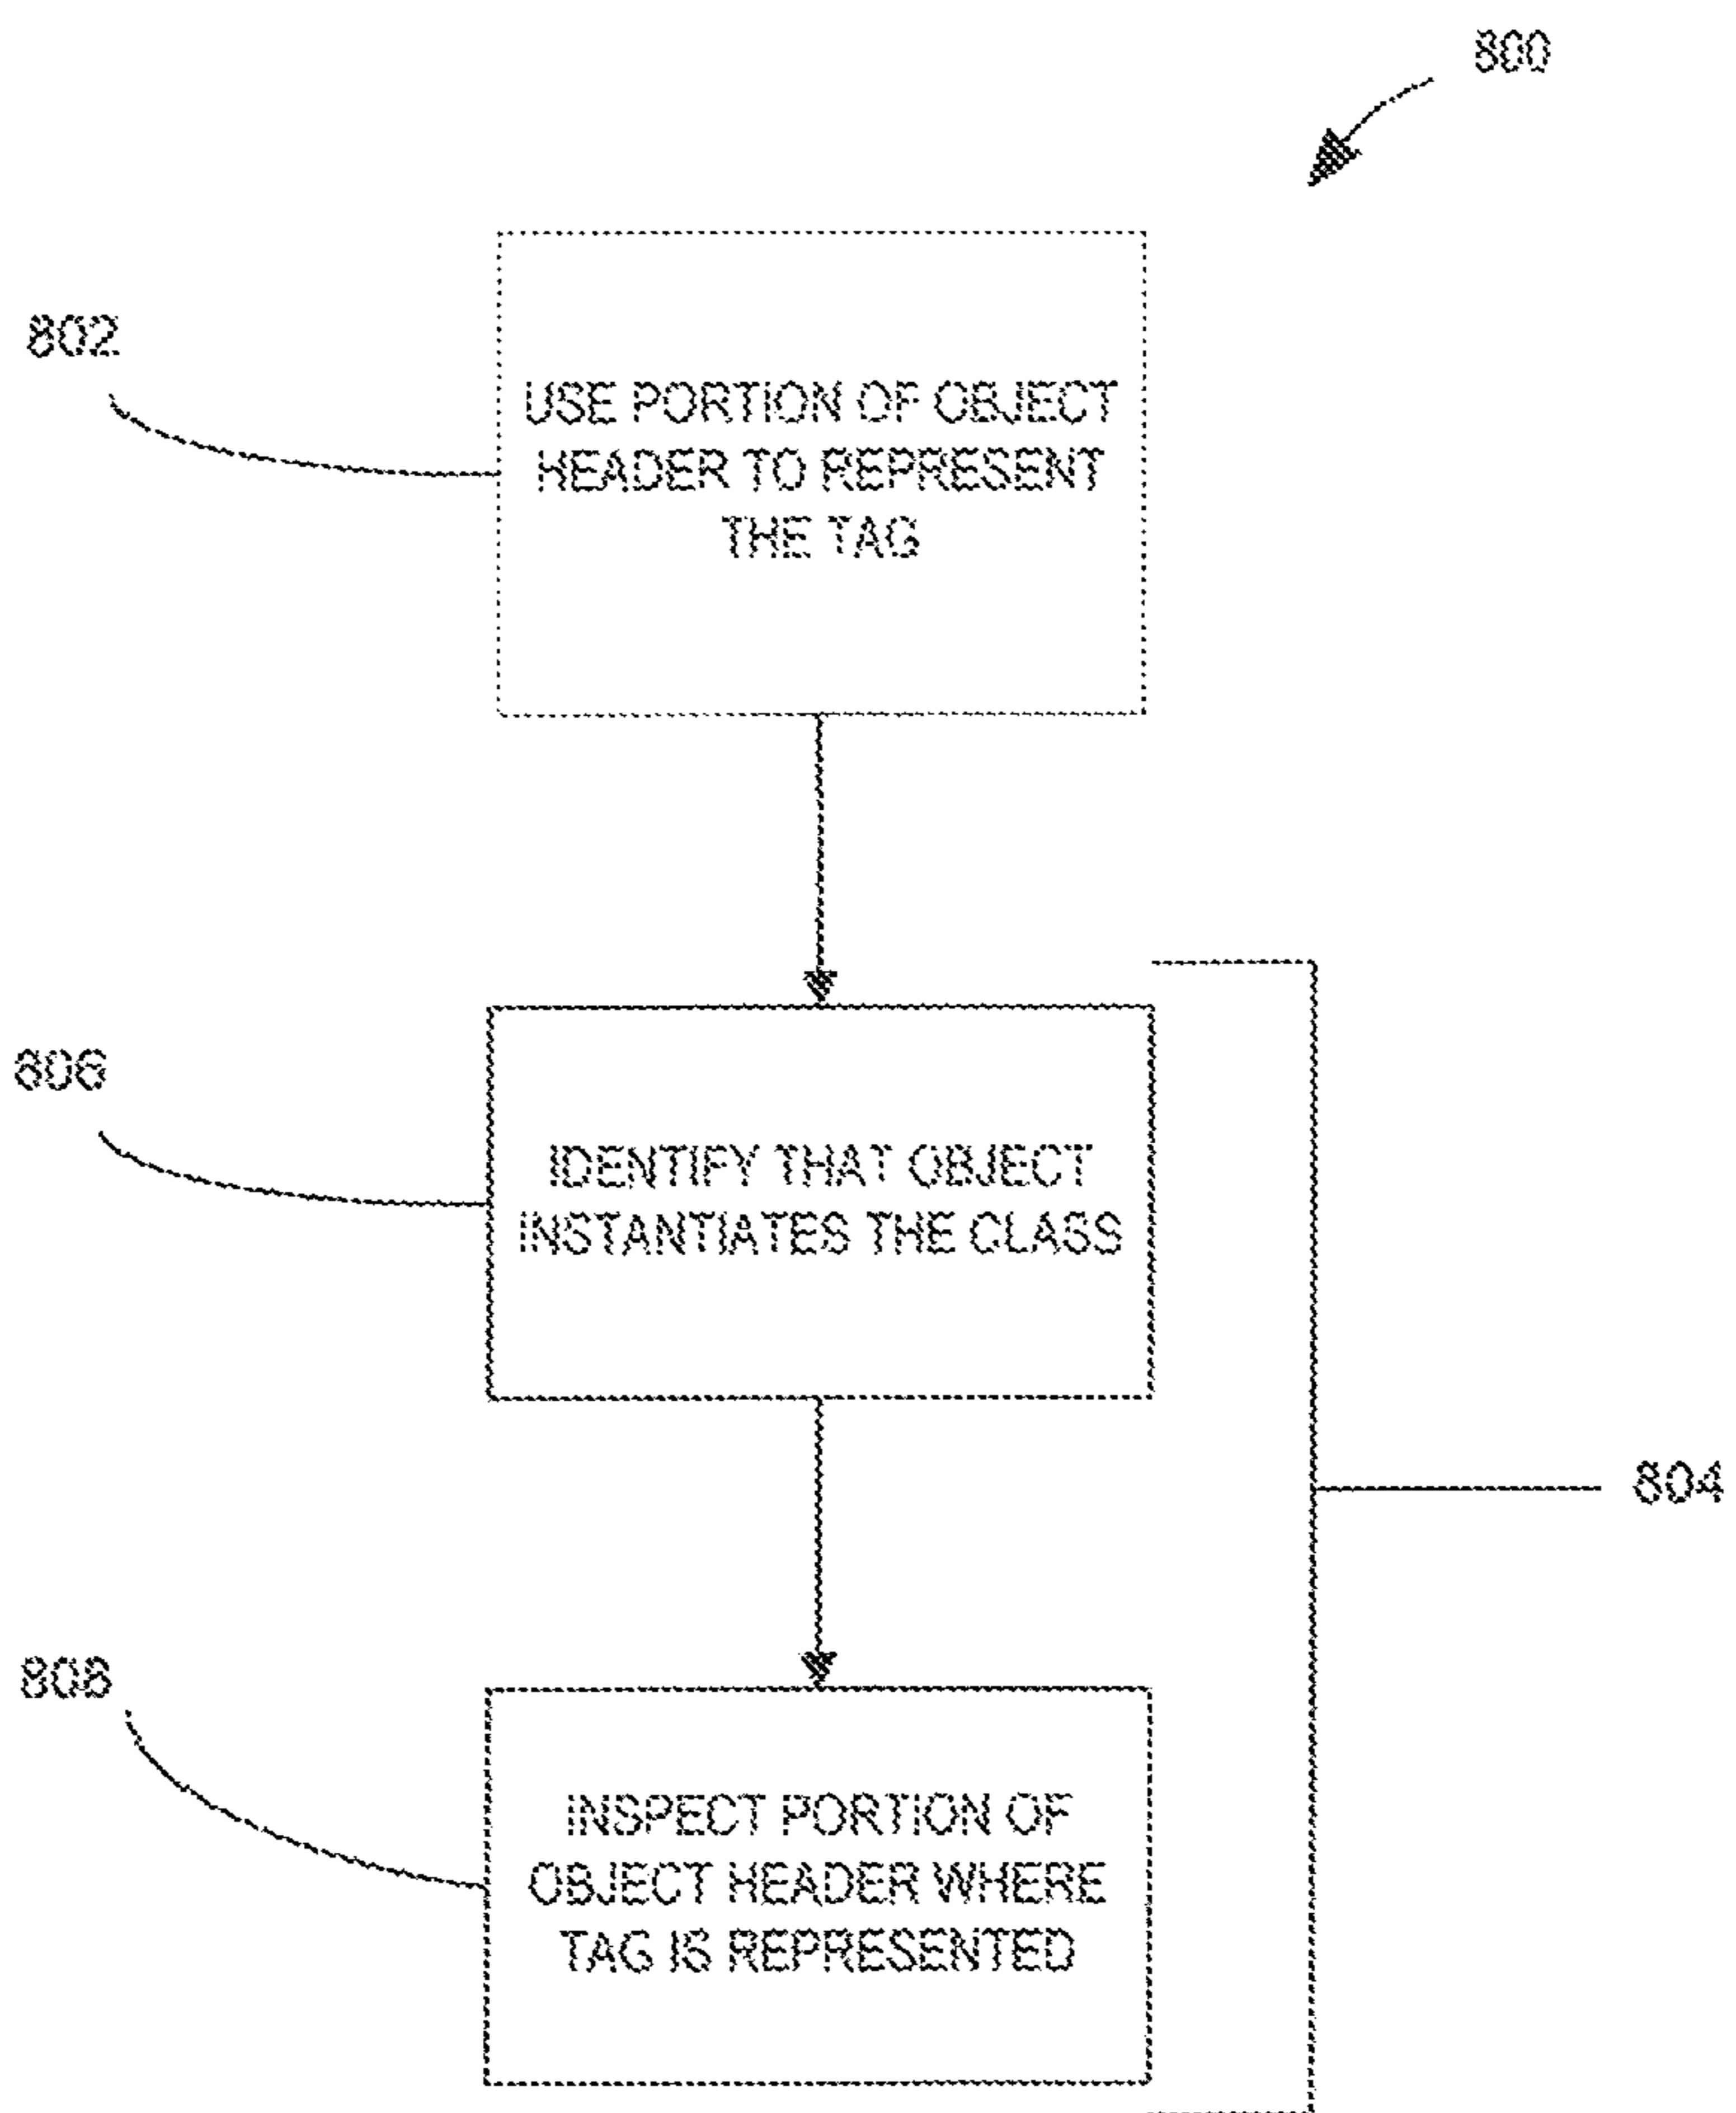 800
802
USE PORTION OF OBJECT
HEADER TO REPRESENT
THE TAG
806
IDENTIFY THAT OBJECT
INSTANTIATES THE CLASS
804
808
INSPECT PORTION OF
OBJECT HEADER WHERE
TAG IS REPRESENTED